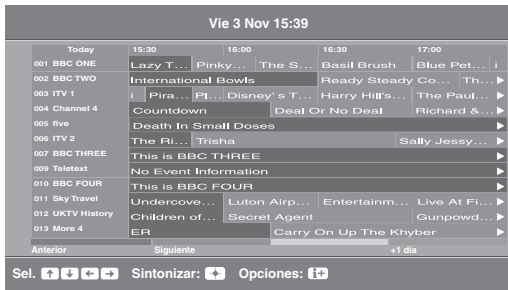 Vie 3 Nov 15:39
Today 15:30 16:00 16:30 17:00
001 BBC ONE Lazy T... Pinky... The S... Basil Brush Blue Pet... i
002 BBC TWO International Bowls Ready Steady Co... Th...
003 ITV 1 i Pira... Pl... Disney's T... Harry Hill's... The Paul...
004 Channel 4 Countdown Deal Or No Deal Richard &...
005 five Death In Small Doses
006 ITV 2 The Ri... Trisha Sally Jessy...
007 BBC THREE This is BBC THREE
009 Teletext No Event Information
010 BBC FOUR This is BBC FOUR
011 Sky Travel Undercove... Luton Airp... Entertainm... Live At Fi...
012 UKTV History Children of... Secret Agent Gunpowd...
013 More 4 ER Carry On Up The Khyber
Anterior Siguiente +1 día
Sel. Sintonizar: Opciones: i+